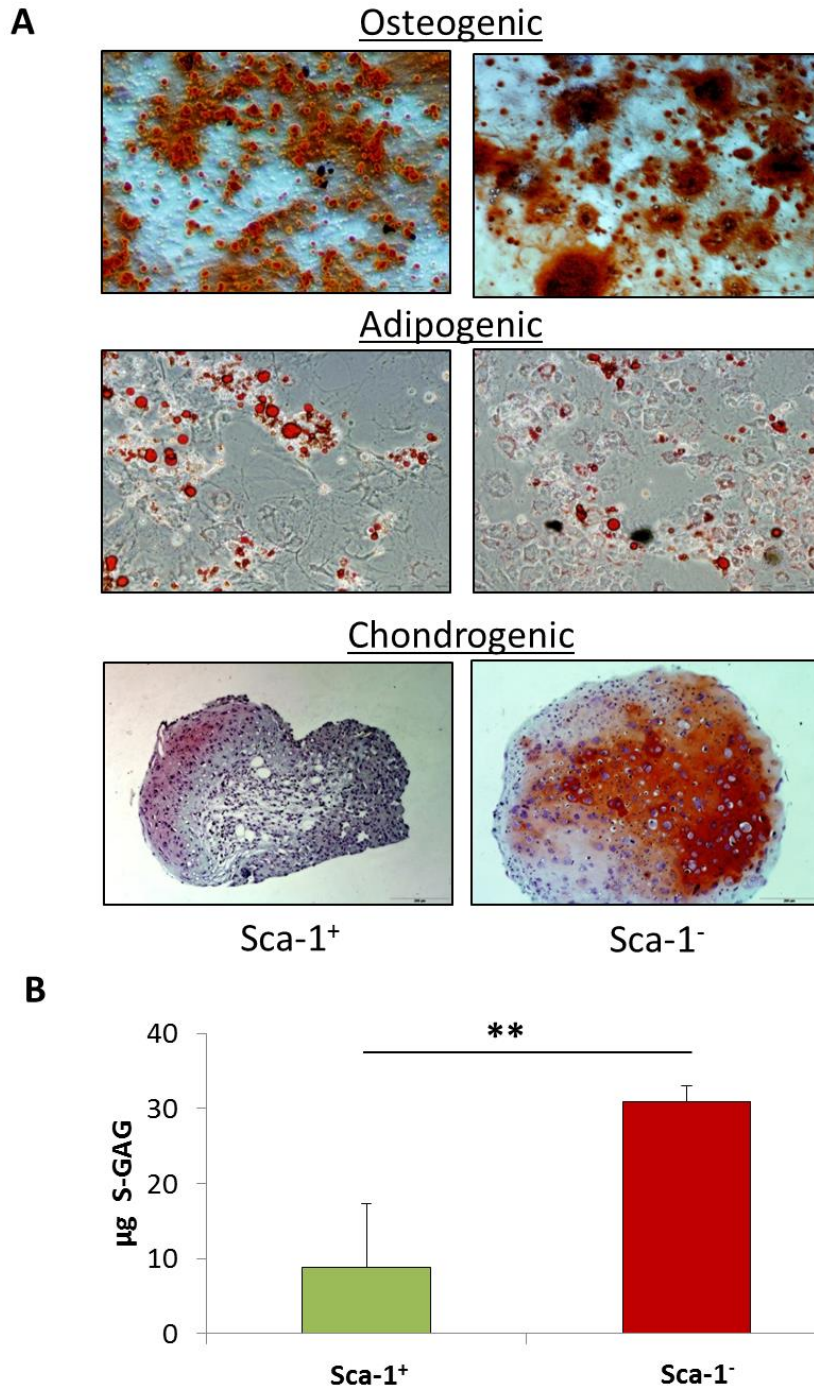 A
Osteogenic
Adipogenic
Chondrogenic
Sca-1⁺ Sca-1⁻
B
**
40
30
20
10
0
µg S-GAG
Sca-1⁺ Sca-1⁻